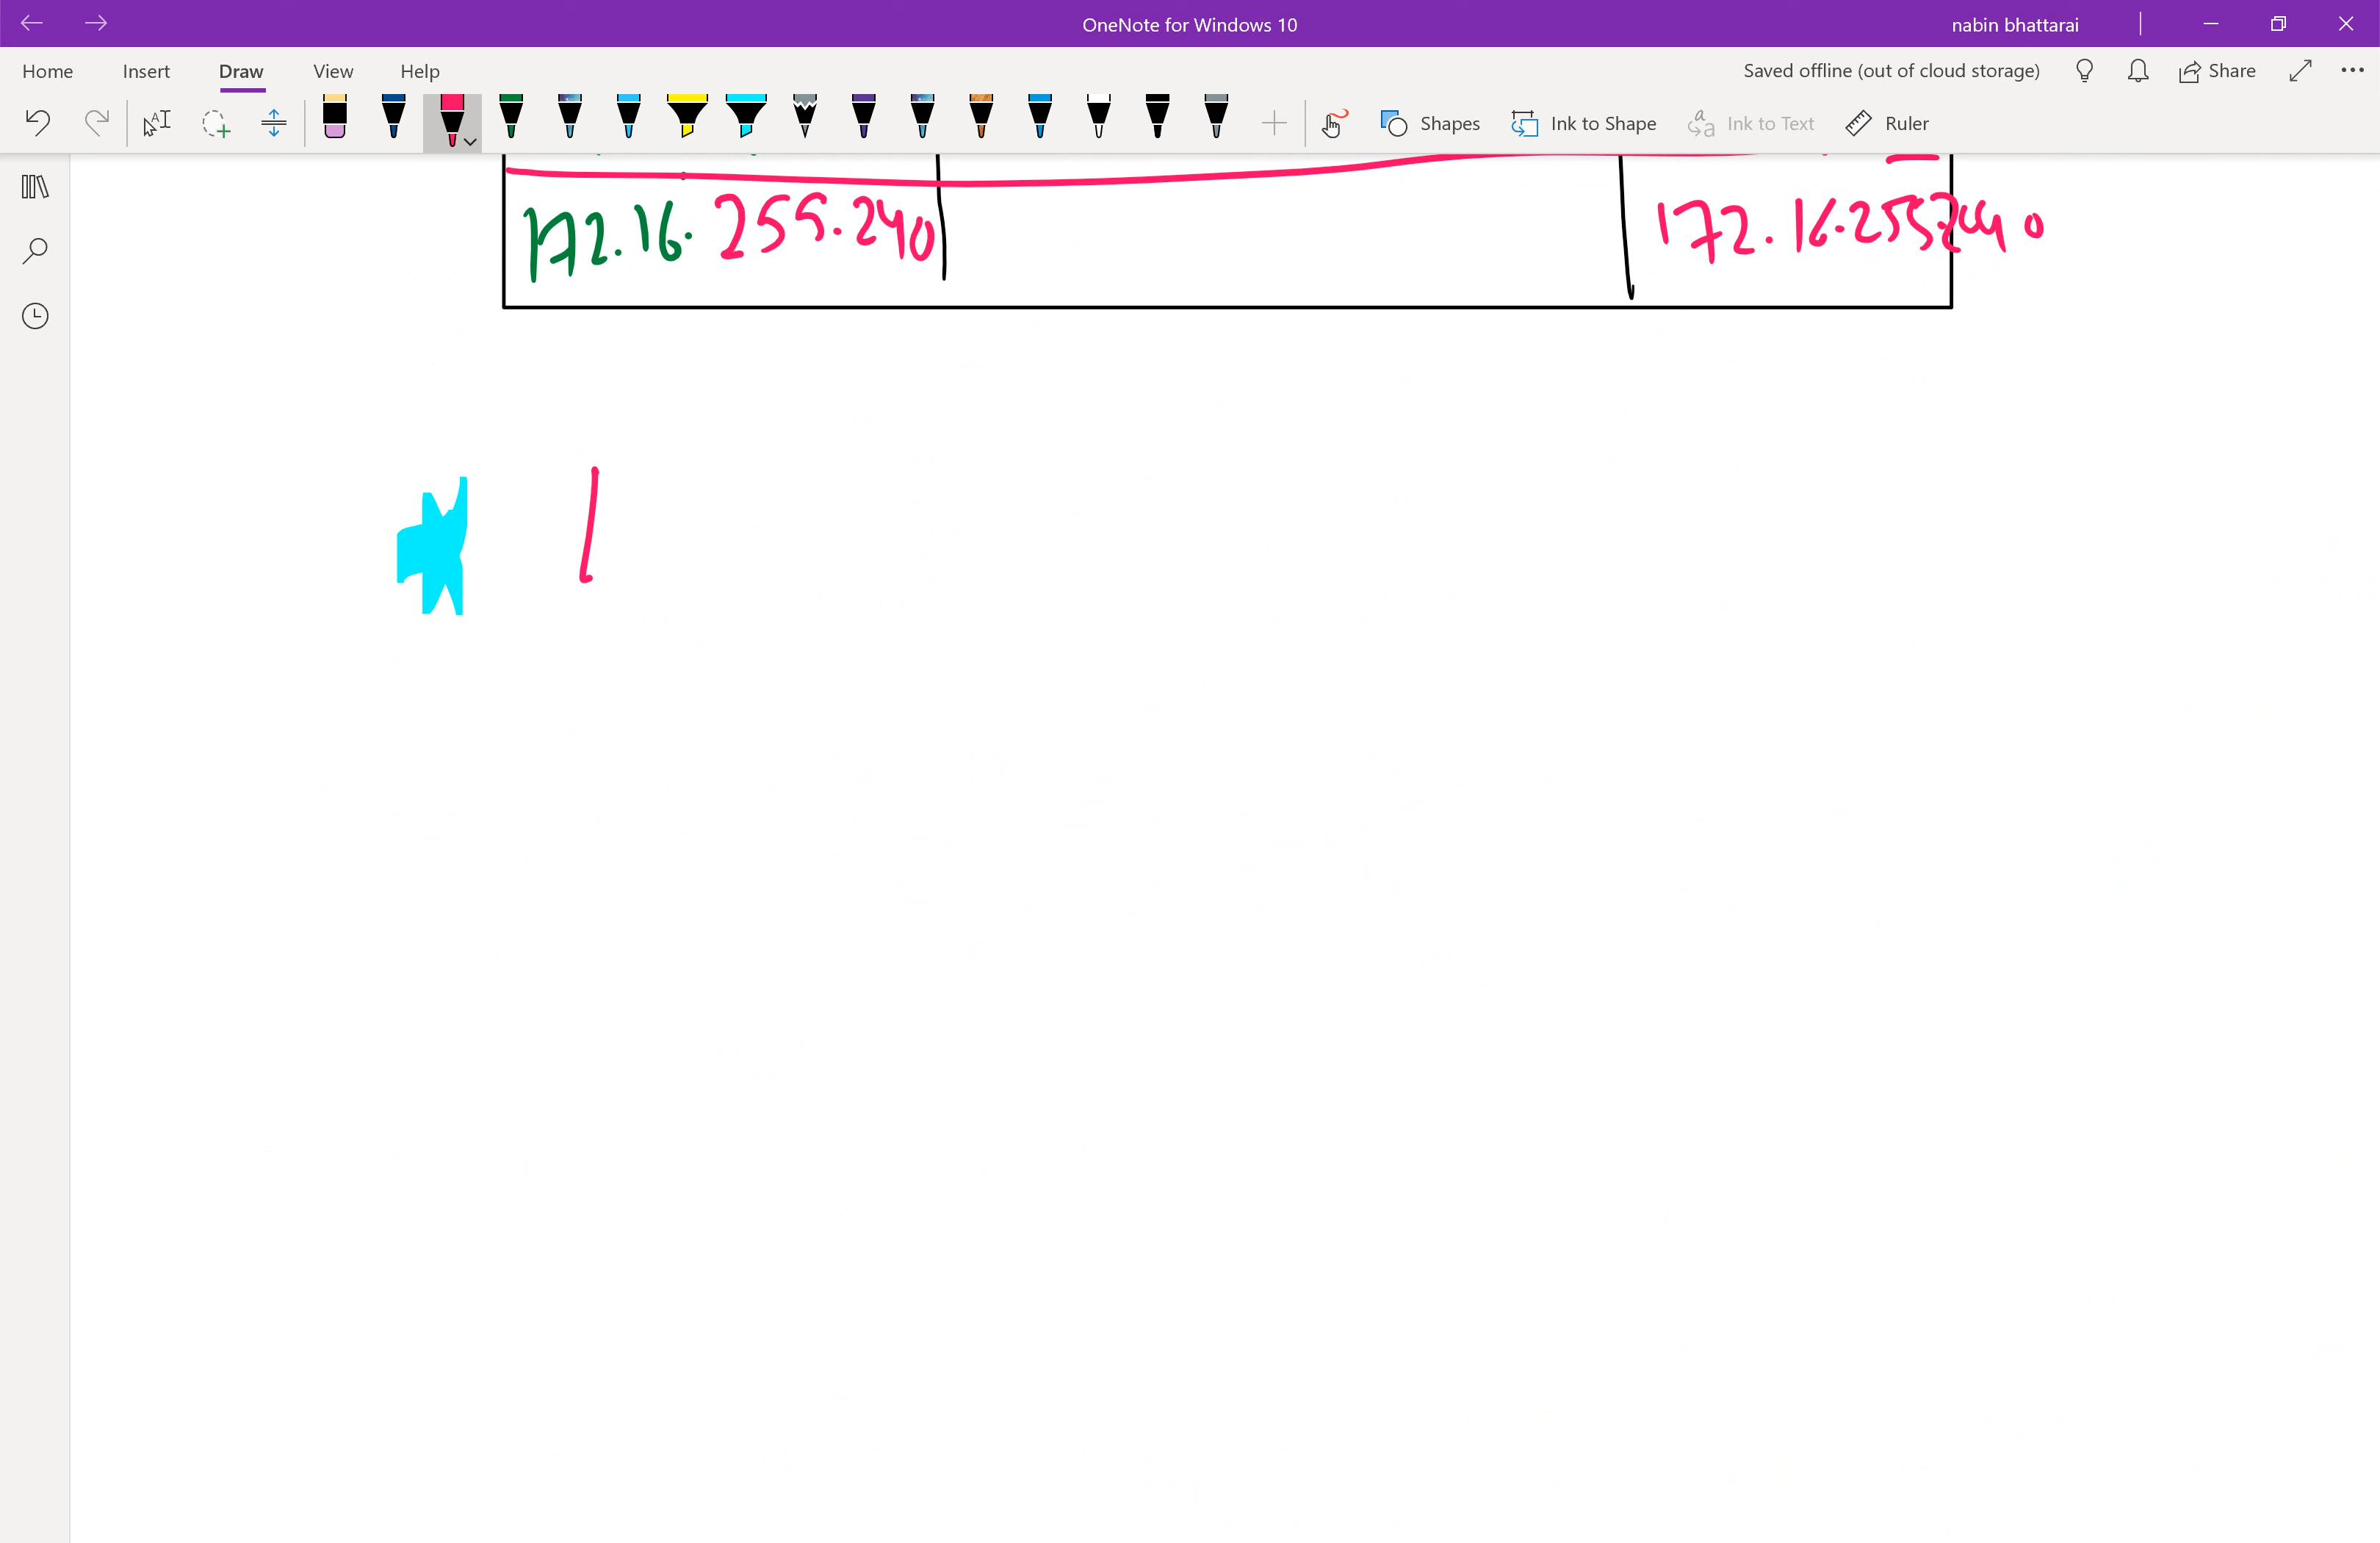 OneNote for Windows 10 nabin bhattarai
Home Insert Draw View Help Saved offline (out of cloud storage) Share
Shapes Ink to Shape Ink to Text Ruler
172.16.255.240 172.16.255.240